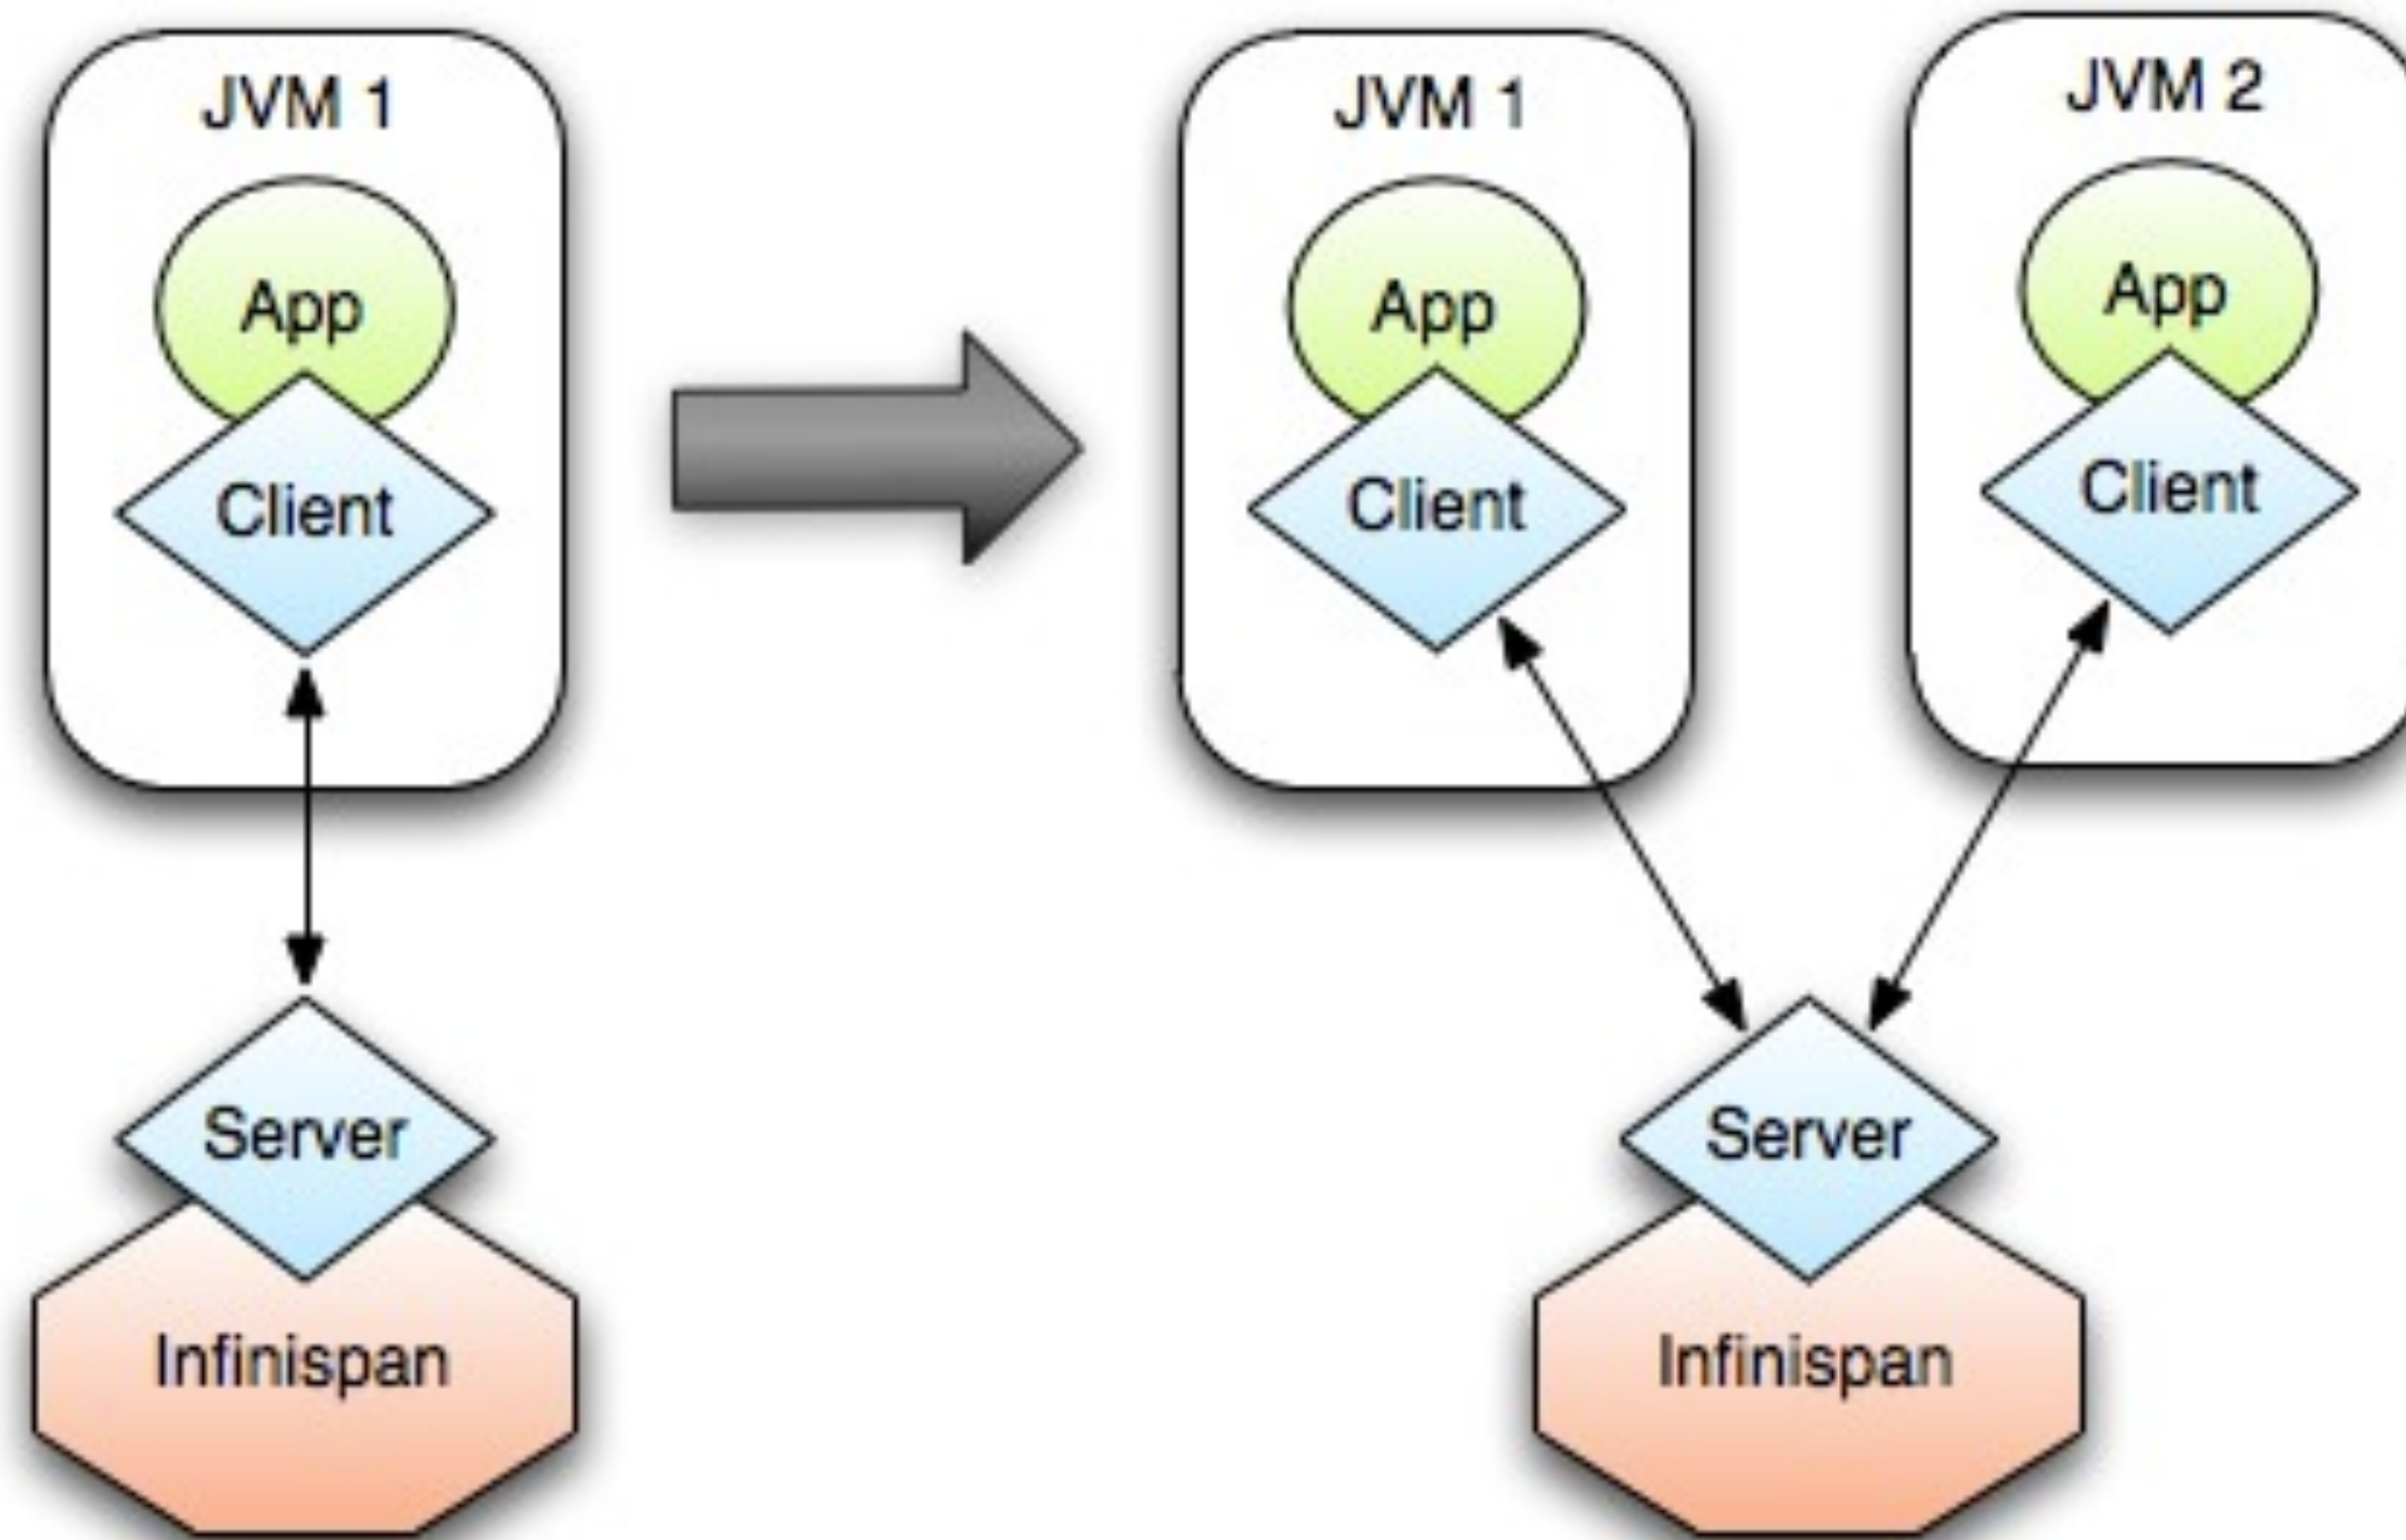 JVM 1
App
Client
Server
Infinispan
JVM 1
App
Client
JVM 2
App
Client
Server
Infinispan